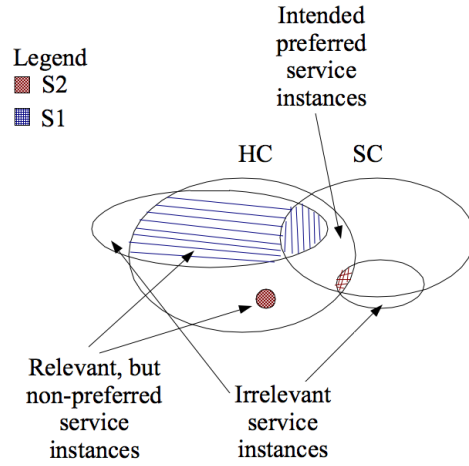 Intended
preferred
service
instances
Legend
S2
S1
HC
SC
Relevant, but
non-preferred
service
instances
Irrelevant
service
instances